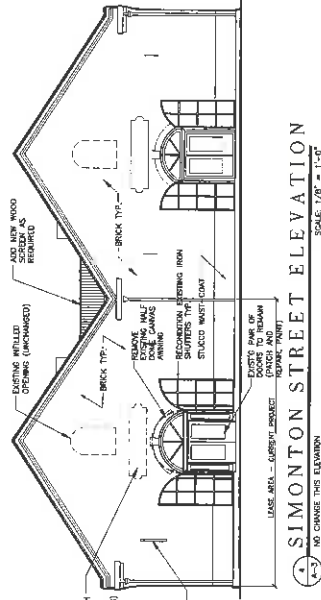 EXISTING INFILLED
OPENING (UNCHANGED)
ADD NEW WOOD
SCREEN AS
REQUIRED
BRICK TYP.
BRICK TYP.
REMOVE
EXISTING HALF
DOME CANVAS
AWNING
RECONDITION EXISTING IRON
SHUTTERS TYP.
STUCCO WAIST-COAT
EXIST'G PAIR OF
DOORS TO REMAIN
(PATCH AND
REPAIR, PAINT)
LEASE AREA - CURRENT PROJECT
4
A-3
SIMONTON STREET ELEVATION
NO CHANGE THIS ELEVATION
SCALE: 1/8" = 1'-0"